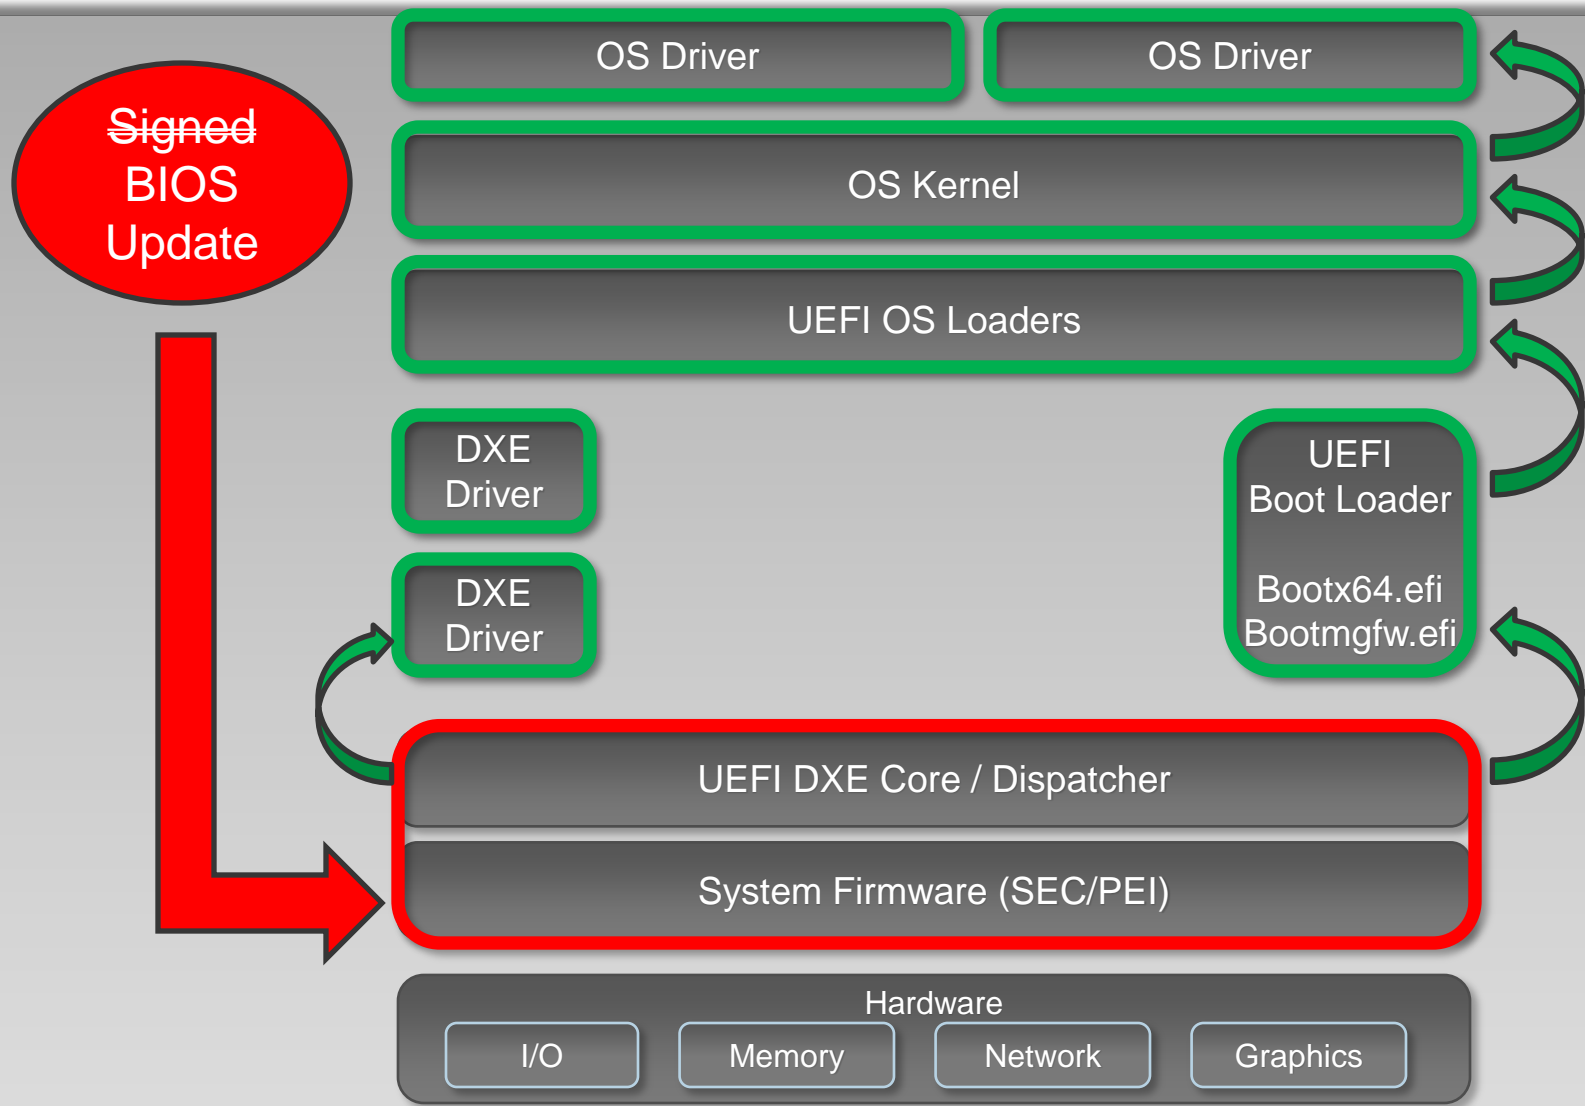 OS Driver
OS Driver
Signed
BIOS
Update
OS Kernel
UEFI OS Loaders
DXE
Driver
UEFI
Boot Loader
Bootx64.efi
Bootmgfw.efi
DXE
Driver
UEFI DXE Core / Dispatcher
System Firmware (SEC/PEI)
Hardware
I/O
Memory
Network
Graphics